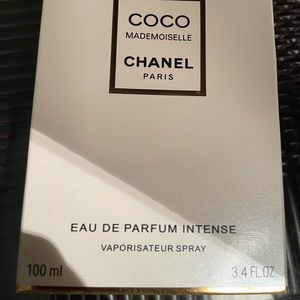 COCO
MADEMOISELLE
CHANEL
PARIS
EAU DE PARFUM INTENSE
VAPORISATEUR SPRAY
100 ml 3.4 FL.OZ.